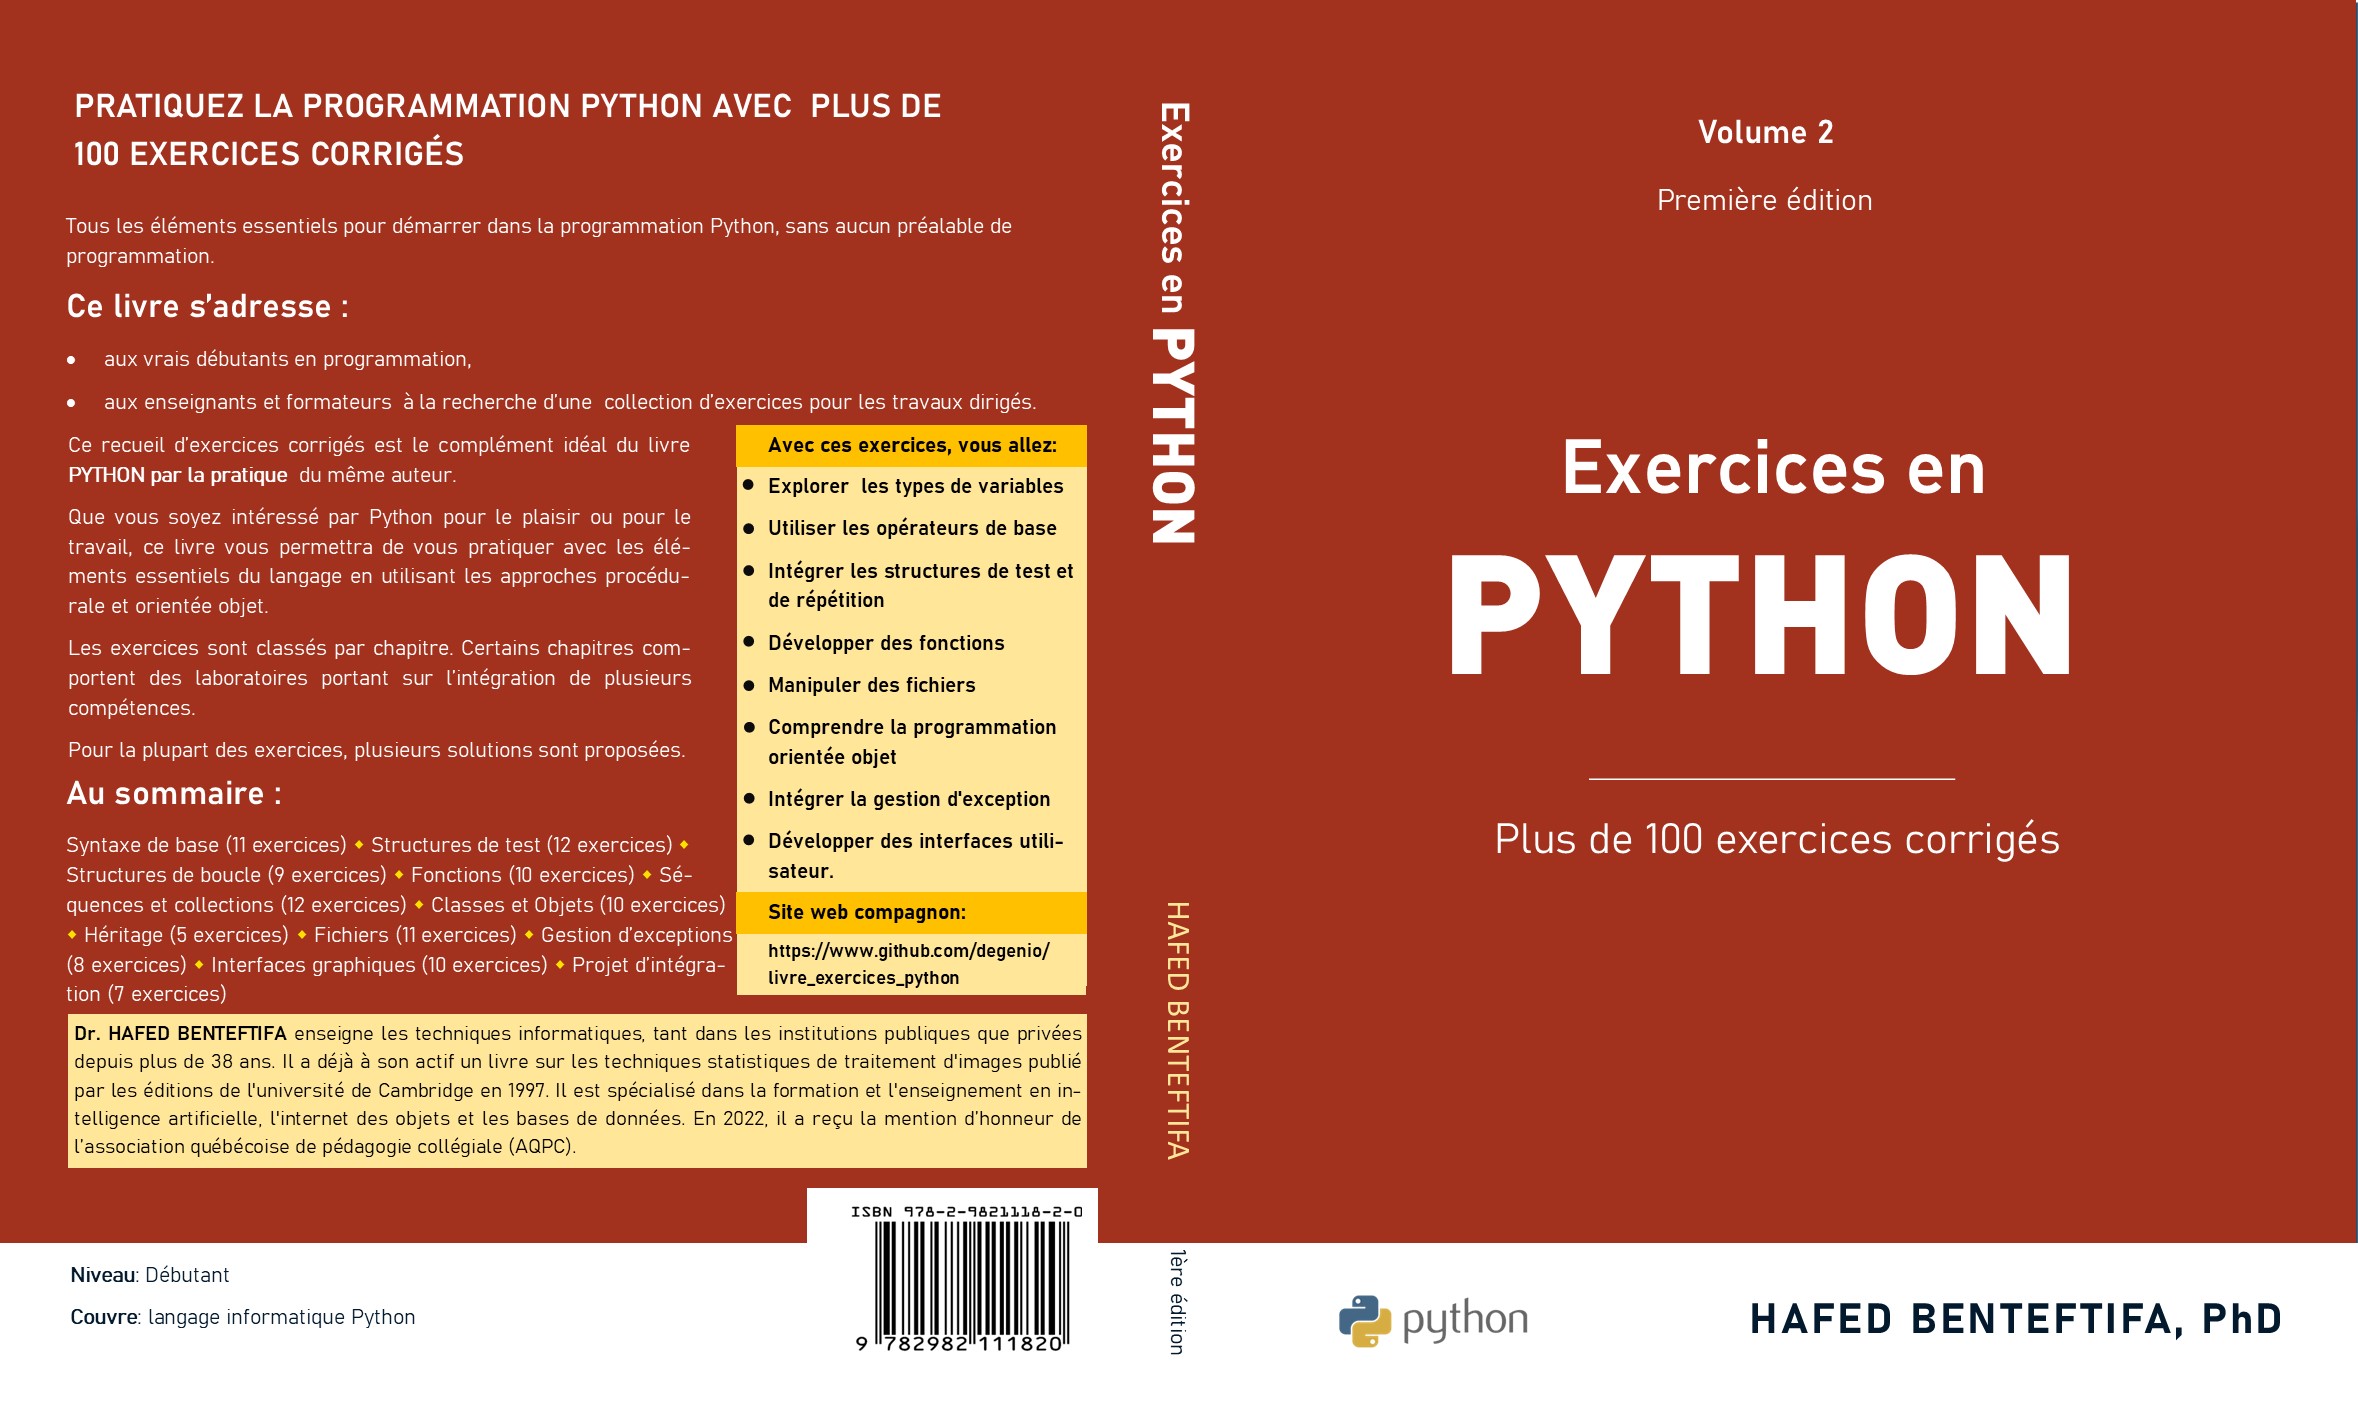 PRATIQUEZ LA PROGRAMMATION PYTHON AVEC PLUS DE
100 EXERCICES CORRIGÉS
Tous les éléments essentiels pour démarrer dans la programmation Python, sans aucun préalable de
programmation.
Ce livre s’adresse :
• aux vrais débutants en programmation,
• aux enseignants et formateurs à la recherche d’une collection d’exercices pour les travaux dirigés.
Ce recueil d’exercices corrigés est le complément idéal du livre
PYTHON par la pratique du même auteur.
Que vous soyez intéressé par Python pour le plaisir ou pour le
travail, ce livre vous permettra de vous pratiquer avec les élé-
ments essentiels du langage en utilisant les approches procédu-
rale et orientée objet.
Les exercices sont classés par chapitre. Certains chapitres com-
portent des laboratoires portant sur l’intégration de plusieurs
compétences.
Pour la plupart des exercices, plusieurs solutions sont proposées.
Au sommaire :
Syntaxe de base (11 exercices) ⬥ Structures de test (12 exercices) ⬥
Structures de boucle (9 exercices) ⬥ Fonctions (10 exercices) ⬥ Sé-
quences et collections (12 exercices) ⬥ Classes et Objets (10 exercices)
⬥ Héritage (5 exercices) ⬥ Fichiers (11 exercices) ⬥ Gestion d’exceptions
(8 exercices) ⬥ Interfaces graphiques (10 exercices) ⬥ Projet d’intégra-
tion (7 exercices)
Avec ces exercices, vous allez:
• Explorer les types de variables
• Utiliser les opérateurs de base
• Intégrer les structures de test et
de répétition
• Développer des fonctions
• Manipuler des fichiers
• Comprendre la programmation
orientée objet
• Intégrer la gestion d'exception
• Développer des interfaces utili-
sateur.
Site web compagnon:
https://www.github.com/degenio/
livre_exercices_python
Dr. HAFED BENTEFTIFA enseigne les techniques informatiques, tant dans les institutions publiques que privées
depuis plus de 38 ans. Il a déjà à son actif un livre sur les techniques statistiques de traitement d'images publié
par les éditions de l'université de Cambridge en 1997. Il est spécialisé dans la formation et l'enseignement en in-
telligence artificielle, l'internet des objets et les bases de données. En 2022, il a reçu la mention d’honneur de
l’association québécoise de pédagogie collégiale (AQPC).
ISBN 978-2-9821118-2-0
9 782982 111820
Niveau: Débutant
Couvre: langage informatique Python
Exercices en PYTHON
HAFED BENTEFTIFA
1ère édition
Volume 2
Première édition
Exercices en
PYTHON
Plus de 100 exercices corrigés
python
HAFED BENTEFTIFA, PhD